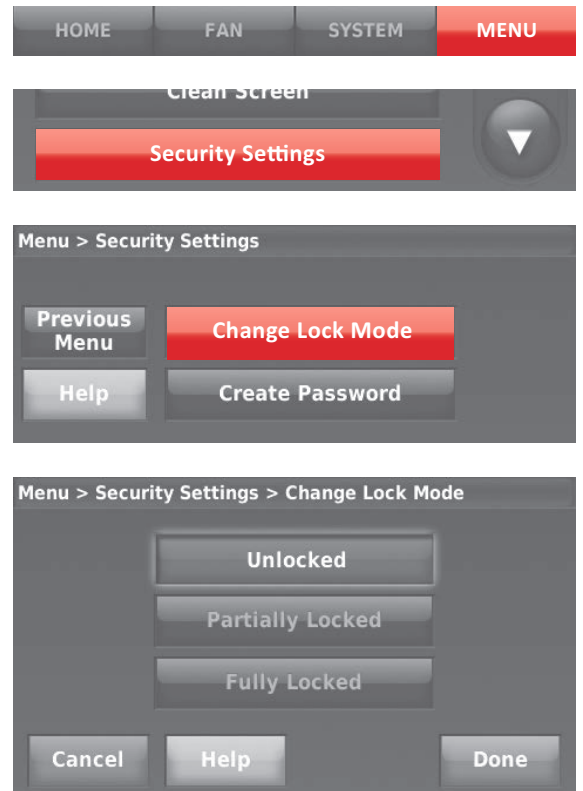 HOME FAN SYSTEM MENU
Clean Screen
Security Settings
Menu > Security Settings
Previous
Menu
Change Lock Mode
Help
Create Password
Menu > Security Settings > Change Lock Mode
Unlocked
Partially Locked
Fully Locked
Cancel Help Done